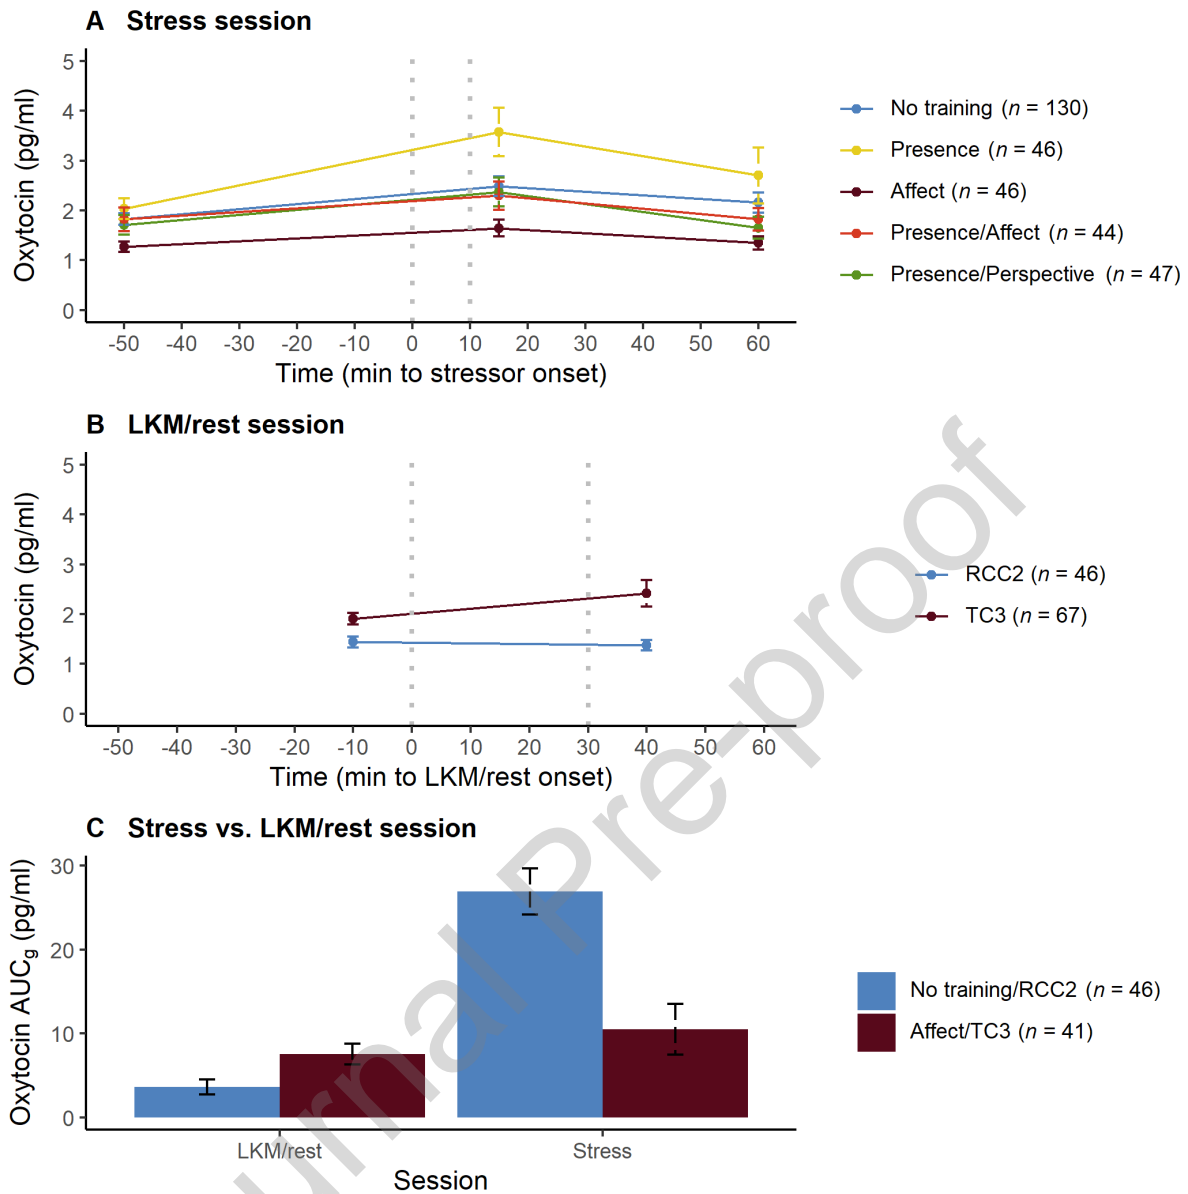 A Stress session
Oxytocin (pg/ml)
5
4
3
2
1
0
-50 -40 -30 -20 -10 0 10 20 30 40 50 60
Time (min to stressor onset)
No training (n = 130)
Presence (n = 46)
Affect (n = 46)
Presence/Affect (n = 44)
Presence/Perspective (n = 47)
B LKM/rest session
Oxytocin (pg/ml)
5
4
3
2
1
0
-50 -40 -30 -20 -10 0 10 20 30 40 50 60
Time (min to LKM/rest onset)
RCC2 (n = 46)
TC3 (n = 67)
C Stress vs. LKM/rest session
Oxytocin AUCg (pg/ml)
30
20
10
0
LKM/rest Stress
Session
No training/RCC2 (n = 46)
Affect/TC3 (n = 41)
urnal Pre-proof